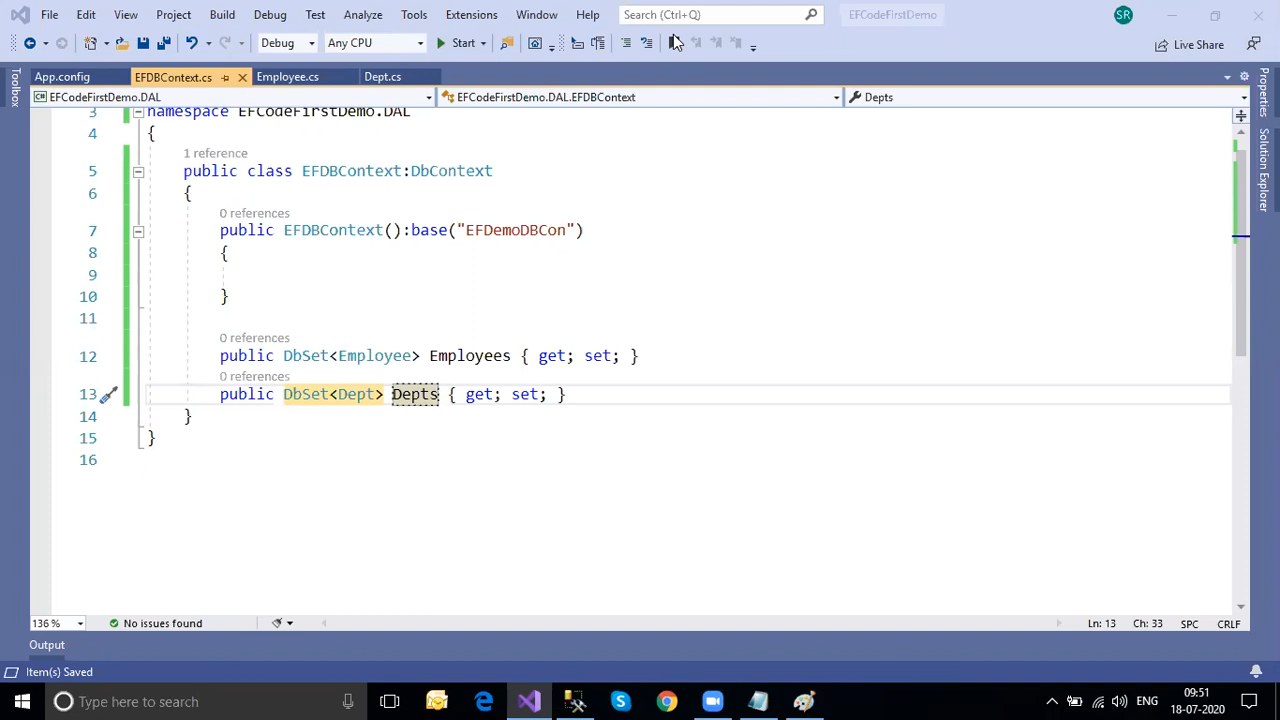 File Edit View Project Build Debug Test Analyze Tools Extensions Window Help Search (Ctrl+Q) EFCodeFirstDemo SR
Debug Any CPU Start Live Share
App.config EFDBContext.cs Employee.cs Dept.cs
EFCodeFirstDemo.DAL EFCodeFirstDemo.DAL.EFDBContext Depts
Toolbox
Properties
Solution Explorer
3 namespace EFCodeFirstDemo.DAL
4 {
1 reference
5 public class EFDBContext:DbContext
6 {
0 references
7 public EFDBContext():base("EFDemoDBCon")
8 {
9
10 }
11
0 references
12 public DbSet<Employee> Employees { get; set; }
0 references
13 public DbSet<Dept> Depts { get; set; }
14 }
15 }
16
136 % No issues found Ln: 13 Ch: 33 SPC CRLF
Output
Item(s) Saved
Type here to search ENG 09:51
18-07-2020